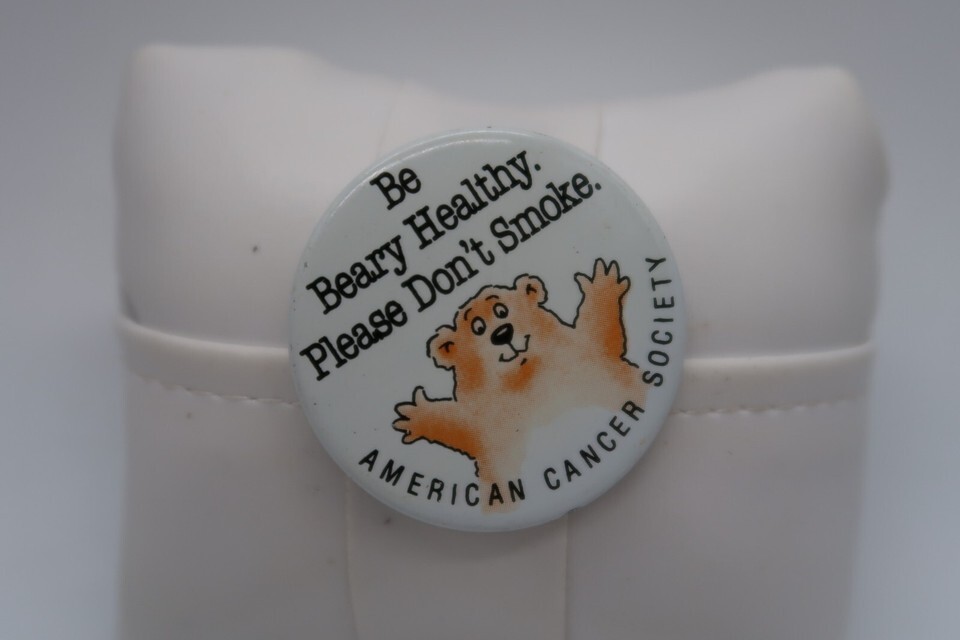 Be
Beary Healthy.
Please Don't Smoke.
AMERICAN CANCER SOCIETY